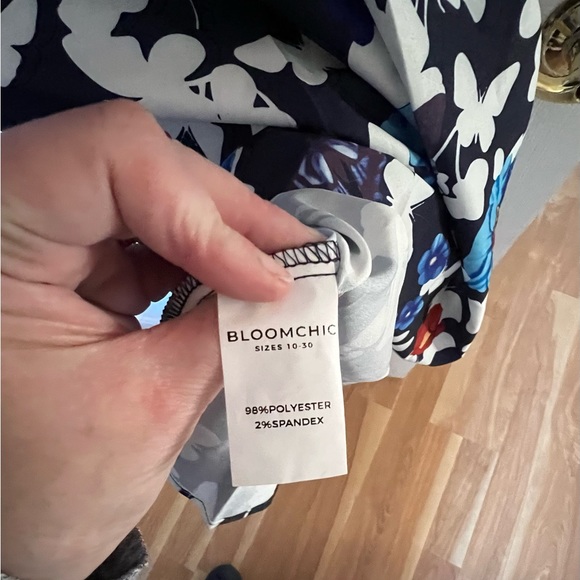 BLOOMCHIC
SIZES 10-30
98%POLYESTER
2%SPANDEX